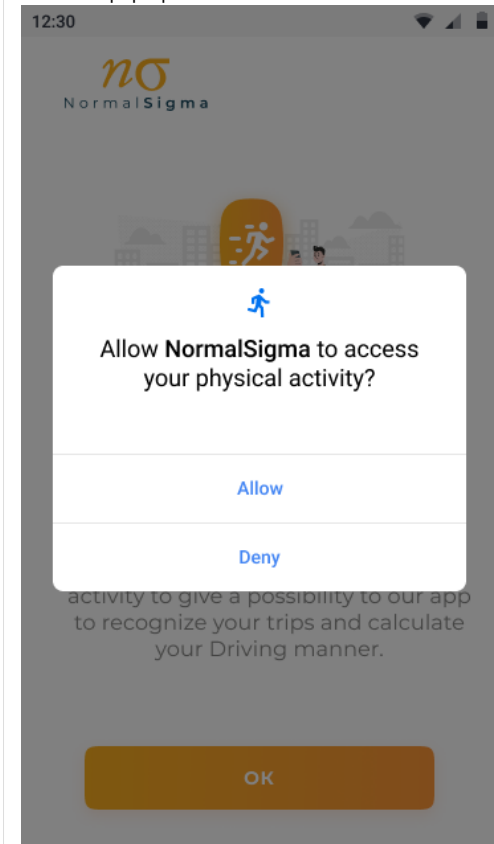 12:30
nσ
NormalSigma
Allow NormalSigma to access
your physical activity?
Allow
Deny
activity to give a possibility to our app
to recognize your trips and calculate
your Driving manner.
OK